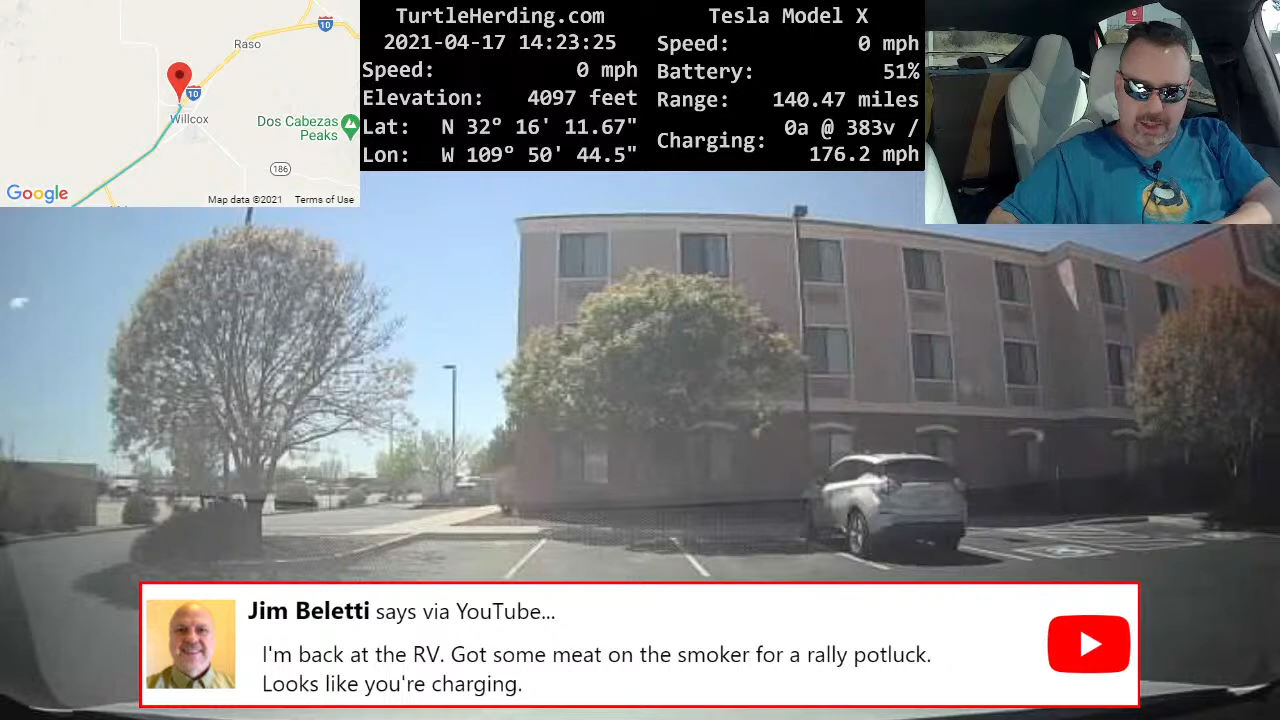 Raso
10
10
Willcox
Dos Cabezas
Peaks
186
Google
Map data ©2021 Terms of Use
TurtleHerding.com
2021-04-17 14:23:25
Speed: 0 mph
Elevation: 4097 feet
Lat: N 32° 16' 11.67"
Lon: W 109° 50' 44.5"
Tesla Model X
Speed: 0 mph
Battery: 51%
Range: 140.47 miles
Charging: 0a @ 383v /
176.2 mph
Jim Beletti says via YouTube...
I'm back at the RV. Got some meat on the smoker for a rally potluck.
Looks like you're charging.